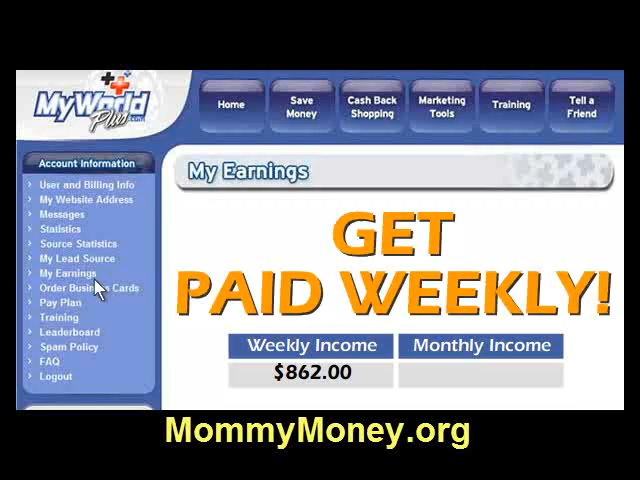 MyWorld
Plus.com
Home
Save
Money
Cash Back
Shopping
Marketing
Tools
Training
Tell a
Friend
Account Information
User and Billing Info
My Website Address
Messages
Statistics
Source Statistics
My Lead Source
My Earnings
Order Business Cards
Pay Plan
Training
Leaderboard
Spam Policy
FAQ
Logout
My Earnings
GET
PAID WEEKLY!
Weekly Income Monthly Income
$862.00
MommyMoney.org